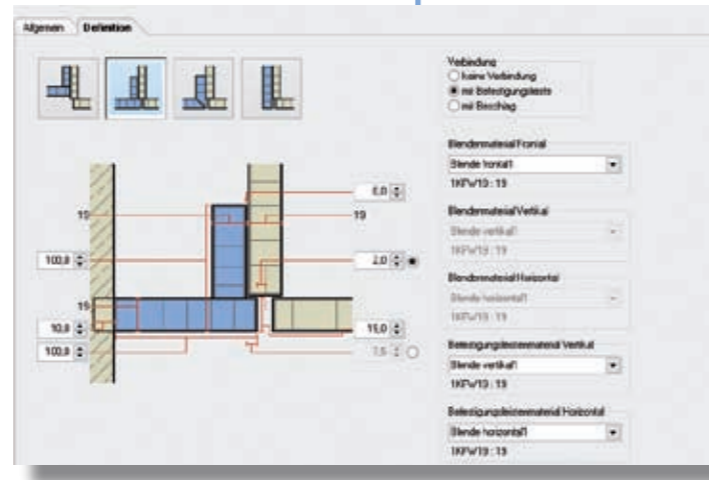 Allgemein Definition
Verbindung
keine Verbindung
mit Befestigungsleiste
mit Beschlag
Blendenmaterial Frontal
Blende frontal1
1KFW19 : 19
Blendenmaterial Vertikal
Blende vertikal1
1KFW19 : 19
Blendenmaterial Horizontal
Blende horizontal1
1KFW19 : 19
Befestigungsleistenmaterial Vertikal
Blende vertikal1
1KFW19 : 19
Befestigungsleistenmaterial Horizontal
Blende horizontal1
1KFW19 : 19
0,0
19
19
100,0
2,0
19
10,0
15,0
100,0